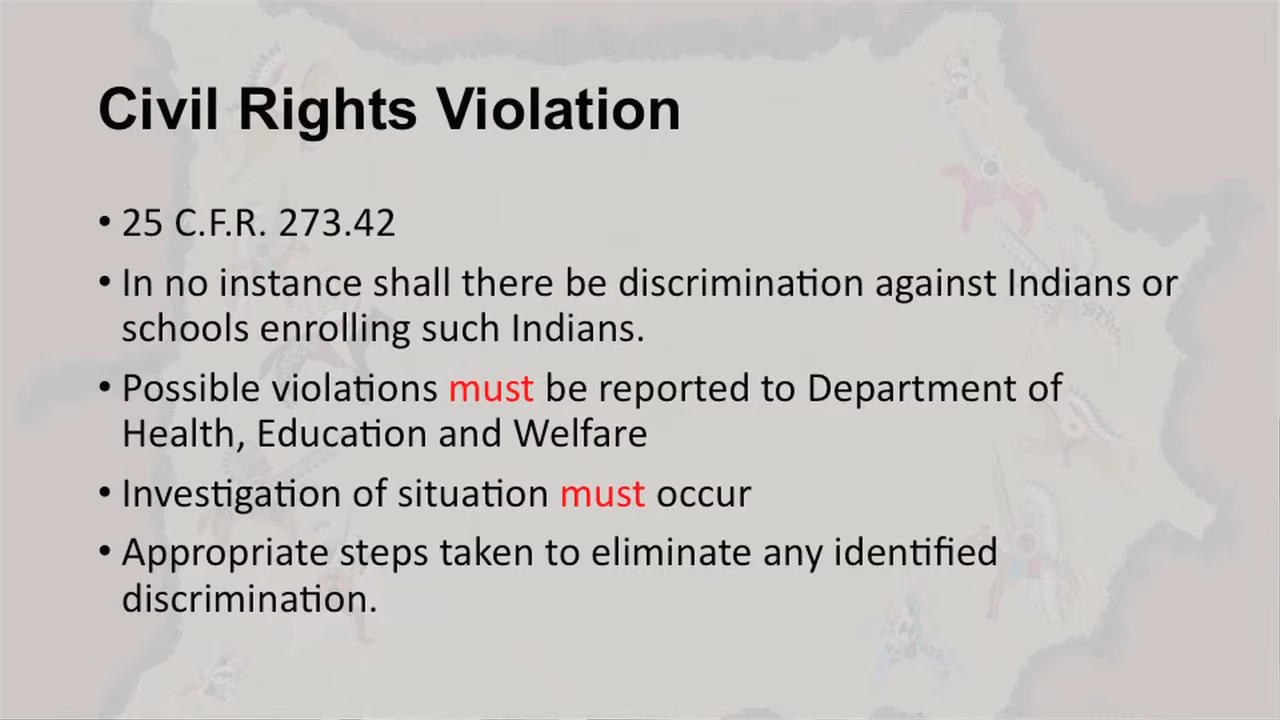 Civil Rights Violation
• 25 C.F.R. 273.42
• In no instance shall there be discrimination against Indians or
schools enrolling such Indians.
• Possible violations must be reported to Department of
Health, Education and Welfare
• Investigation of situation must occur
• Appropriate steps taken to eliminate any identified
discrimination.